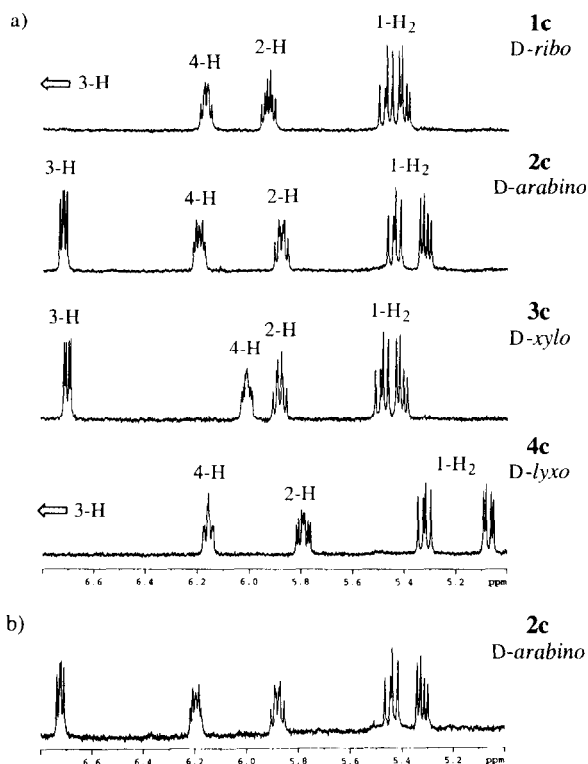 a)
1c
D-ribo
3-H
4-H
2-H
1-H2
2c
D-arabino
3-H
4-H
2-H
1-H2
3c
D-xylo
3-H
4-H
2-H
1-H2
4c
D-lyxo
3-H
4-H
2-H
1-H2
6.6 6.4 6.2 6.0 5.8 5.6 5.4 5.2 ppm
b)
2c
D-arabino
6.6 6.4 6.2 6.0 5.8 5.6 5.4 5.2 ppm